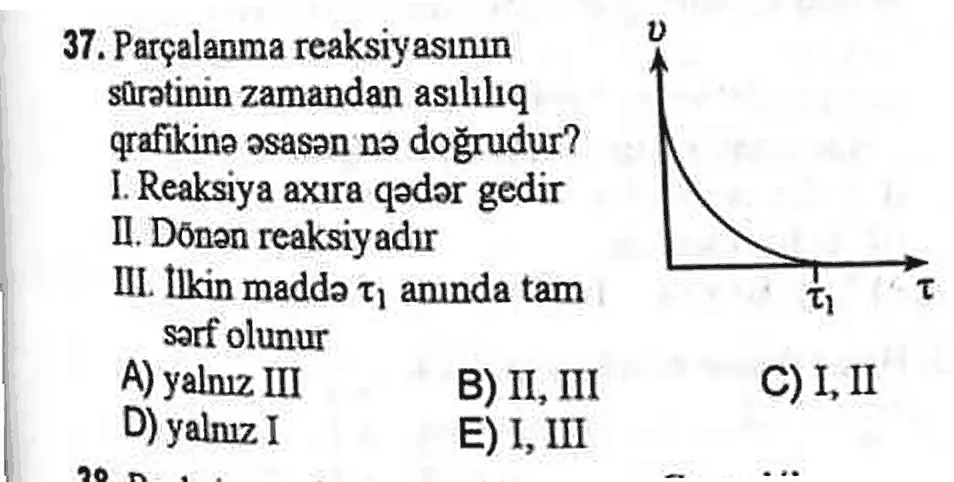 37. Parçalanma reaksiyasının
sürətinin zamandan asılılıq
qrafikinə əsasən nə doğrudur?
I. Reaksiya axıra qədər gedir
II. Dönən reaksiyadır
III. İlkin maddə τ₁ anında tam
sərf olunur
A) yalnız III B) II, III C) I, II
D) yalnız I E) I, III
υ
τ₁ τ
38.